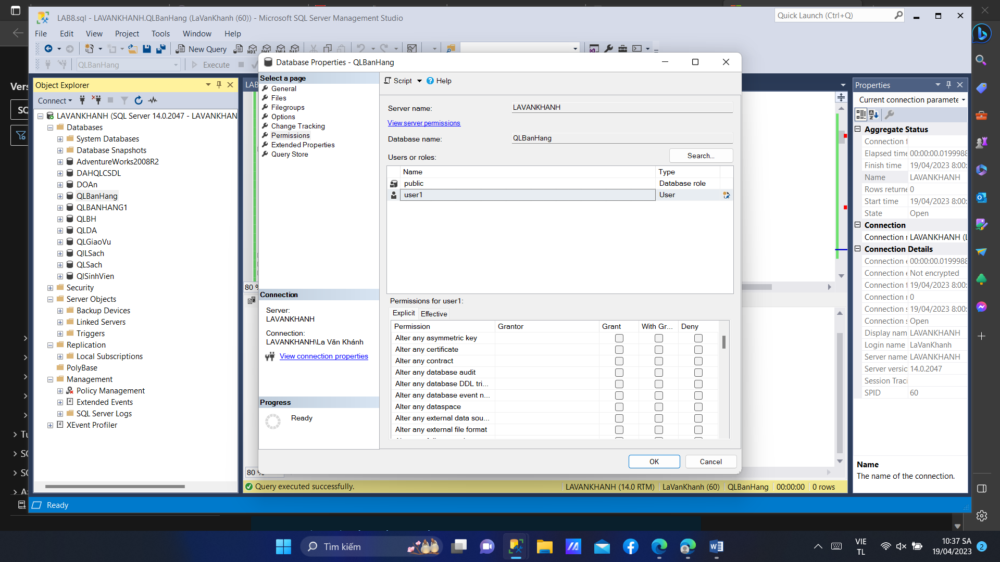 LAB8.sql - LAVANKHANH.QLBanHang (LaVanKhanh (60)) - Microsoft SQL Server Management Studio
Quick Launch (Ctrl+Q)
File Edit View Project Tools Window Help
New Query
QLBanHang Execute
Object Explorer
Connect
LAVANKHANH (SQL Server 14.0.2047 - LAVANKHAN
Databases
System Databases
Database Snapshots
AdventureWorks2008R2
DAHQLCSDL
DOAn
QLBanHang
QLBANHANG1
QLBH
QLDA
QLGiaoVu
QlLSach
QLSach
QlSinhVien
Security
Server Objects
Backup Devices
Linked Servers
Triggers
Replication
Local Subscriptions
PolyBase
Management
Policy Management
Extended Events
SQL Server Logs
XEvent Profiler
Database Properties - QLBanHang
Select a page
General
Files
Filegroups
Options
Change Tracking
Permissions
Extended Properties
Query Store
Connection
Server:
LAVANKHANH
Connection:
LAVANKHANH\La Văn Khánh
View connection properties
Progress
Ready
Script Help
Server name: LAVANKHANH
View server permissions
Database name: QLBanHang
Users or roles: Search...
Name Type
public Database role
user1 User
Permissions for user1:
Explicit Effective
Permission Grantor Grant With Gr... Deny
Alter any asymmetric key
Alter any certificate
Alter any contract
Alter any database audit
Alter any database DDL tri...
Alter any database event n...
Alter any dataspace
Alter any external data sou...
Alter any external file format
OK Cancel
80 %
Query executed successfully. LAVANKHANH (14.0 RTM) LaVanKhanh (60) QLBanHang 00:00:00 0 rows
Properties
Current connection paramete
Aggregate Status
Connection f
Elapsed time 00:00:00.0199988
Finish time 19/04/2023 8:00:
Name LAVANKHANH
Rows returne 0
Start time 19/04/2023 8:00:
State Open
Connection
Connection r LAVANKHANH (L
Connection Details
Connection e 00:00:00.0199988
Connection e Not encrypted
Connection f 19/04/2023 8:00:
Connection r 0
Connection s 19/04/2023 8:00:
Connection s Open
Display nam LAVANKHANH
Login name LaVanKhanh
Server name LAVANKHANH
Server versic 14.0.2047
Session Traci
SPID 60
Name
The name of the connection.
Ready
Tìm kiếm
VIE
TL
10:37 SA
19/04/2023
2